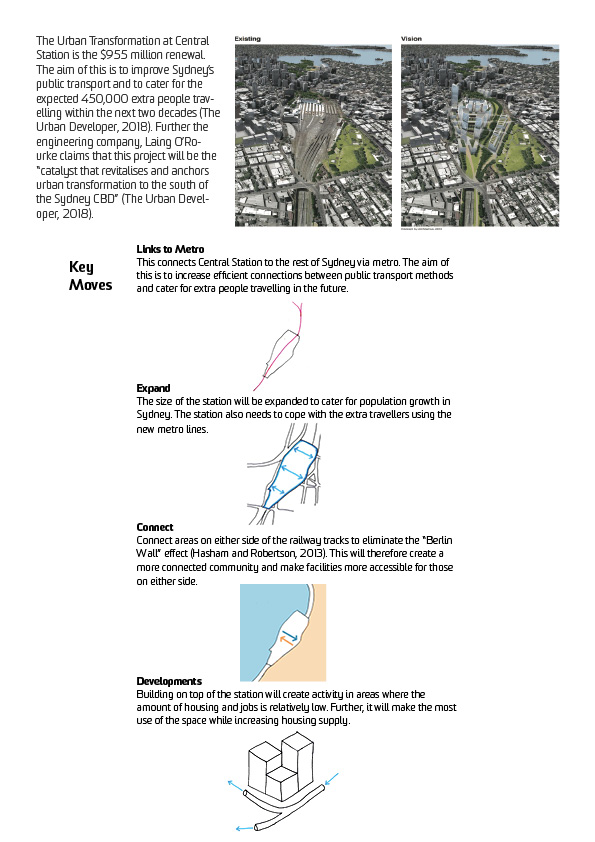 The Urban Transformation at Central
Station is the $955 million renewal.
The aim of this is to improve Sydney's
public transport and to cater for the
expected 450,000 extra people trav-
elling within the next two decades (The
Urban Developer, 2018). Further the
engineering company, Laing O'Ro-
urke claims that this project will be the
"catalyst that revitalises and anchors
urban transformation to the south of
the Sydney CBD" (The Urban Devel-
oper, 2018).
Existing
Vision
Key
Moves
Links to Metro
This connects Central Station to the rest of Sydney via metro. The aim of
this is to increase efficient connections between public transport methods
and cater for extra people travelling in the future.
Expand
The size of the station will be expanded to cater for population growth in
Sydney. The station also needs to cope with the extra travellers using the
new metro lines.
Connect
Connect areas on either side of the railway tracks to eliminate the "Berlin
Wall" effect (Hasham and Robertson, 2013). This will therefore create a
more connected community and make facilities more accessible for those
on either side.
Developments
Building on top of the station will create activity in areas where the
amount of housing and jobs is relatively low. Further, it will make the most
use of the space while increasing housing supply.